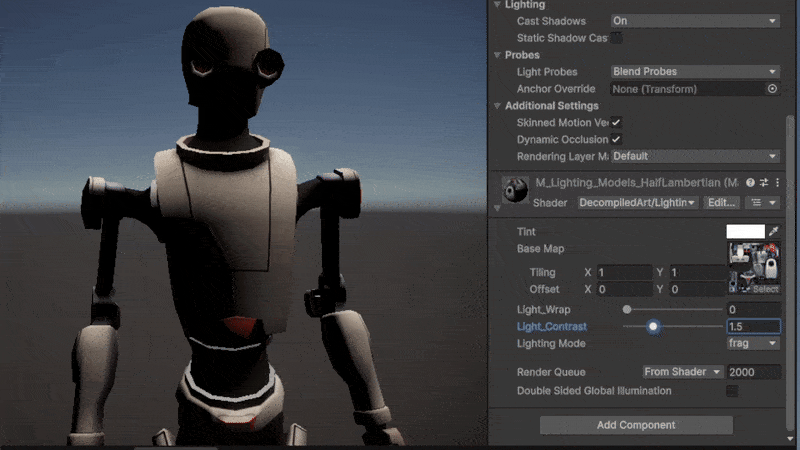 Lighting
Cast Shadows On
Static Shadow Cas
Probes
Light Probes Blend Probes
Anchor Override None (Transform)
Additional Settings
Skinned Motion Ve
Dynamic Occlusion
Rendering Layer M Default
M_Lighting_Models_HalfLambertian (M
Shader DecompiledArt/Lightin Edit...
Tint
Base Map
Tiling X 1 Y 1
Offset X 0 Y 0 Select
Light_Wrap 0
Light_Contrast 1.5
Lighting Mode frag
Render Queue From Shader 2000
Double Sided Global Illumination
Add Component